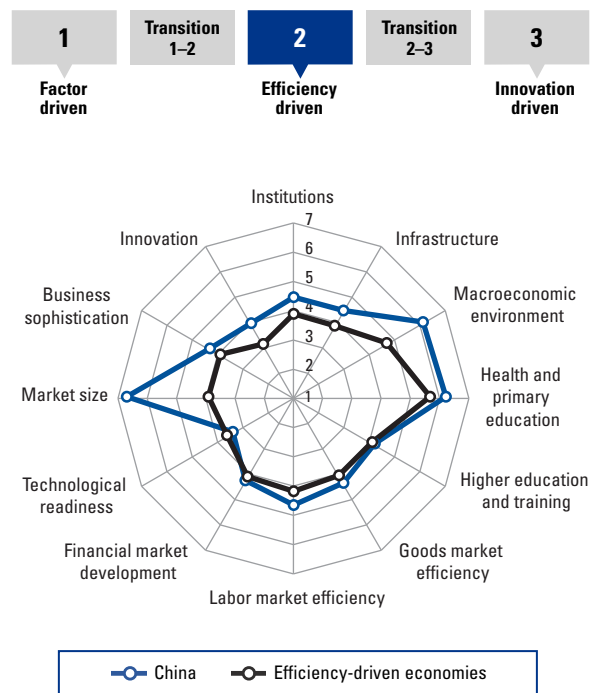 1
Transition
1–2
2
Transition
2–3
3
Factor
driven
Efficiency
driven
Innovation
driven
Institutions
Innovation
Infrastructure
Business
sophistication
Macroeconomic
environment
Market size
Health and
primary
education
Technological
readiness
Higher education
and training
Financial market
development
Goods market
efficiency
Labor market efficiency
7
6
5
4
3
2
1
China
Efficiency-driven economies